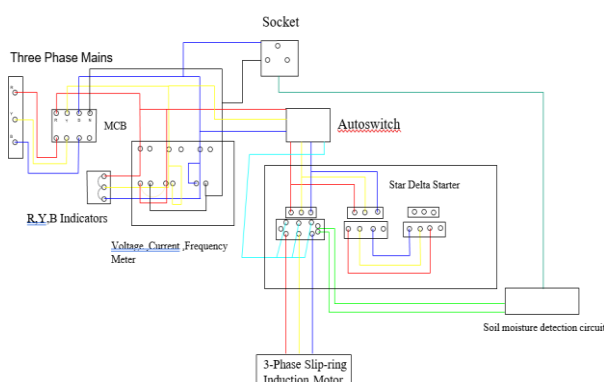 Socket
Three Phase Mains
MCB
Autoswitch
Star Delta Starter
R,Y,B Indicators
Voltage ,Current ,Frequency
Meter
Soil moisture detection circuit
3-Phase Slip-ring
Induction Motor